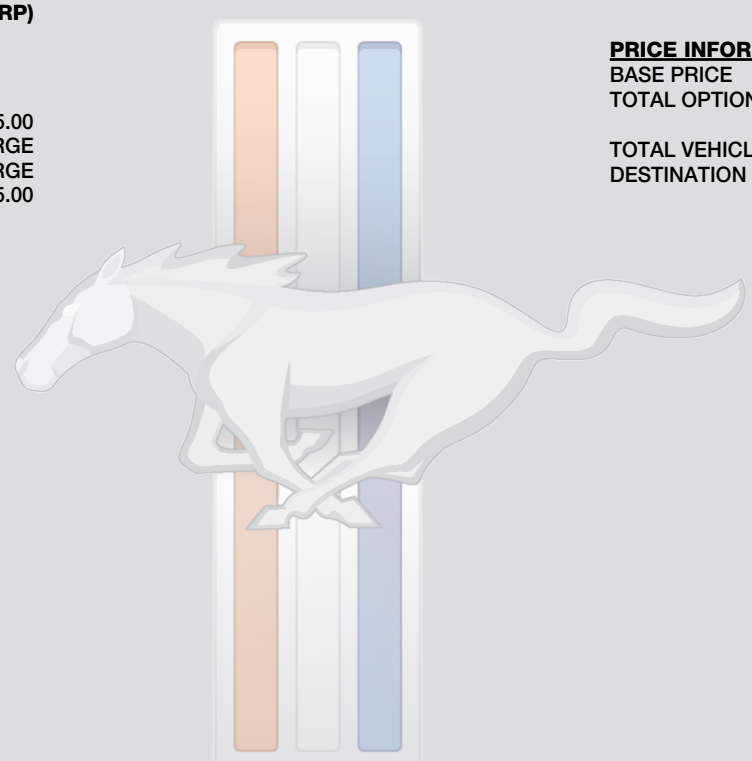 RP)
5.00
RGE
RGE
5.00
PRICE INFOR
BASE PRICE
TOTAL OPTION
TOTAL VEHICL
DESTINATION